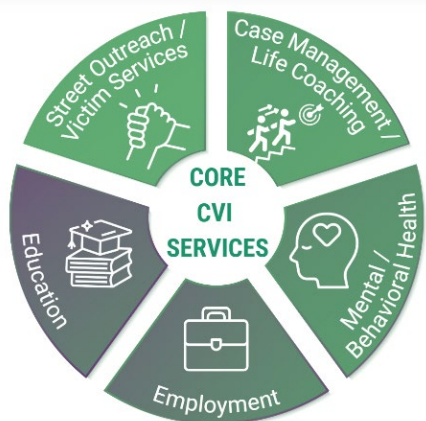 Street Outreach /
Victim Services
Case Management /
Life Coaching
CORE
CVI
SERVICES
Mental /
Behavioral Health
Employment
Education